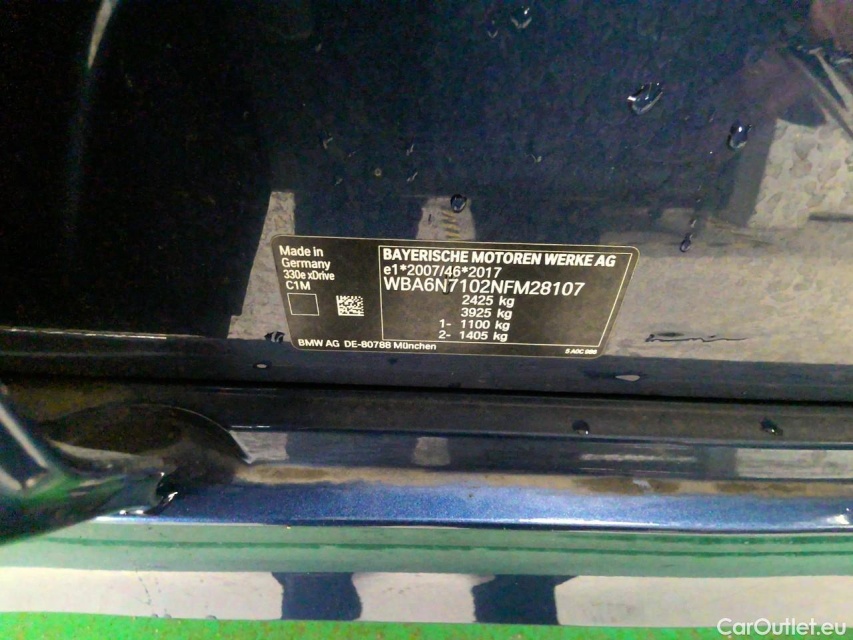 Made in
Germany
330e xDrive
C1M
BAYERISCHE MOTOREN WERKE AG
e1*2007/46*2017
WBA6N7102NFM28107
2425 kg
3925 kg
1- 1100 kg
2- 1405 kg
BMW AG DE-80788 München
CarOutlet.eu